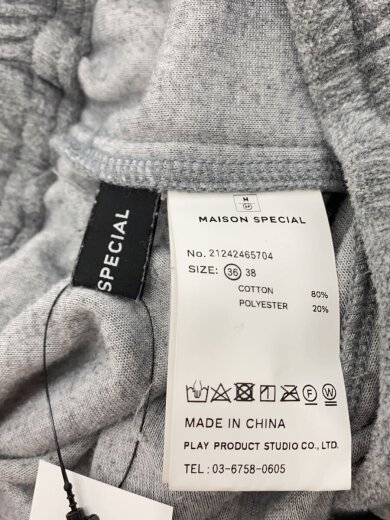 SPECIAL
M
SP
MAISON SPECIAL
No. 21242465704
SIZE: 36 38
COTTON 80%
POLYESTER 20%
F W
MADE IN CHINA
PLAY PRODUCT STUDIO CO., LTD.
TEL: 03-6758-0605